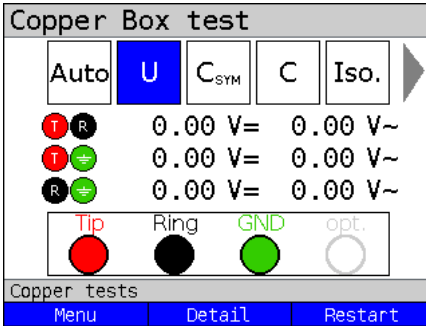 Copper Box test
Auto U CSYM C Iso.
T R 0.00 V= 0.00 V~
T 0.00 V= 0.00 V~
R 0.00 V= 0.00 V~
Tip Ring GND opt.
Copper tests
Menu Detail Restart